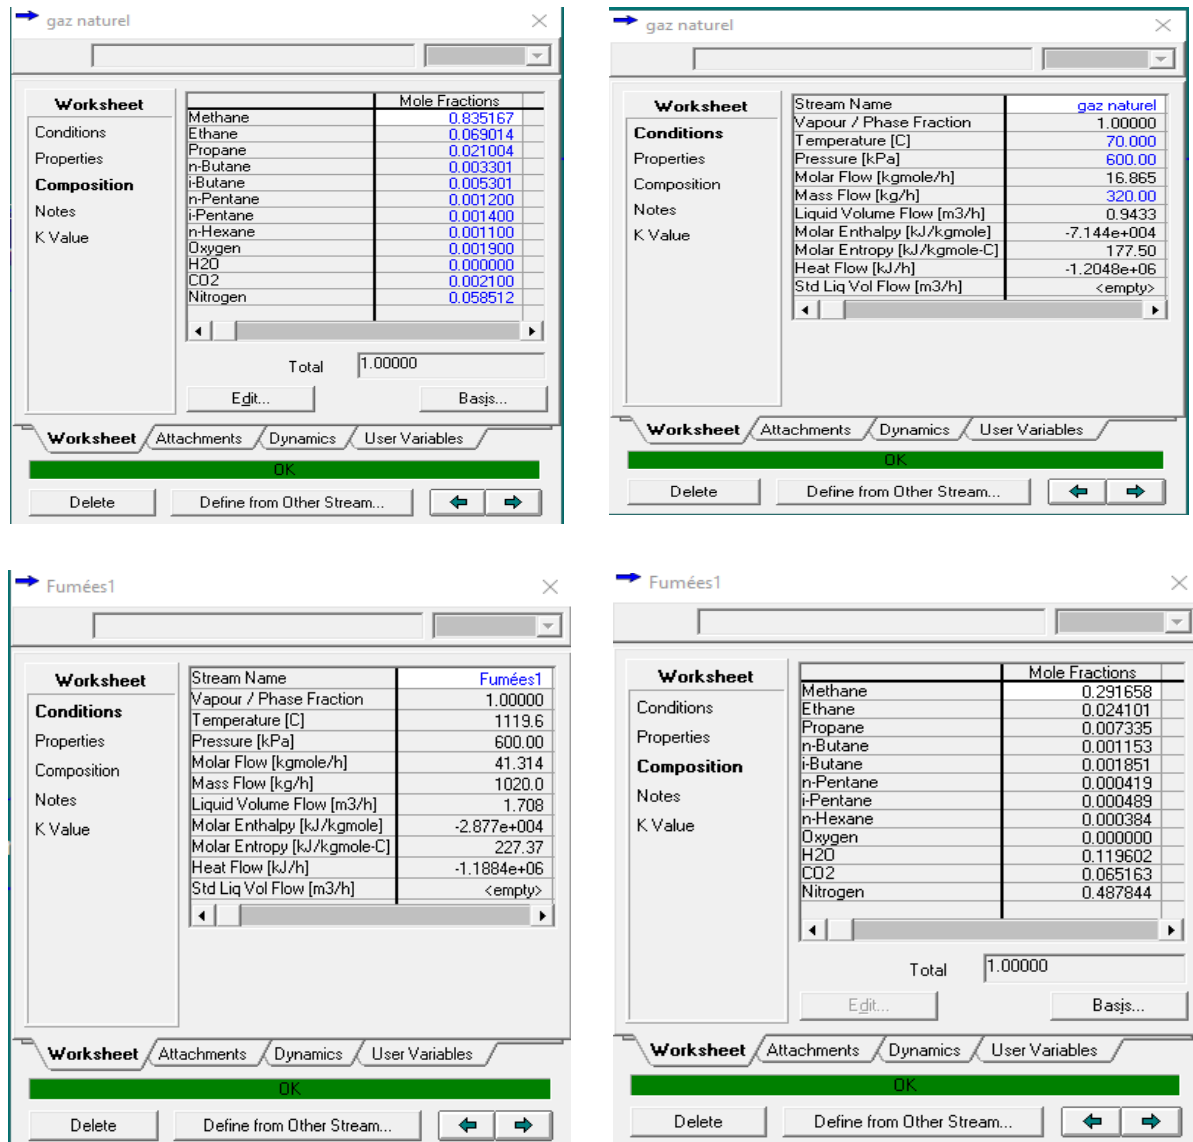 gaz naturel
Worksheet
Conditions
Properties
Composition
Notes
K Value
Mole Fractions
Methane 0.835167
Ethane 0.069014
Propane 0.021004
n-Butane 0.003301
i-Butane 0.005301
n-Pentane 0.001200
i-Pentane 0.001400
n-Hexane 0.001100
Oxygen 0.001900
H2O 0.000000
CO2 0.002100
Nitrogen 0.058512
Total 1.00000
Edit...
Basis...
Worksheet Attachments Dynamics User Variables
OK
Delete Define from Other Stream...
gaz naturel
Worksheet
Conditions
Properties
Composition
Notes
K Value
Stream Name gaz naturel
Vapour / Phase Fraction 1.00000
Temperature [C] 70.000
Pressure [kPa] 600.00
Molar Flow [kgmole/h] 16.865
Mass Flow [kg/h] 320.00
Liquid Volume Flow [m3/h] 0.9433
Molar Enthalpy [kJ/kgmole] -7.144e+004
Molar Entropy [kJ/kgmole-C] 177.50
Heat Flow [kJ/h] -1.2048e+06
Std Liq Vol Flow [m3/h] <empty>
Worksheet Attachments Dynamics User Variables
OK
Delete Define from Other Stream...
Fumées1
Worksheet
Conditions
Properties
Composition
Notes
K Value
Stream Name Fumées1
Vapour / Phase Fraction 1.00000
Temperature [C] 1119.6
Pressure [kPa] 600.00
Molar Flow [kgmole/h] 41.314
Mass Flow [kg/h] 1020.0
Liquid Volume Flow [m3/h] 1.708
Molar Enthalpy [kJ/kgmole] -2.877e+004
Molar Entropy [kJ/kgmole-C] 227.37
Heat Flow [kJ/h] -1.1884e+06
Std Liq Vol Flow [m3/h] <empty>
Worksheet Attachments Dynamics User Variables
OK
Delete Define from Other Stream...
Fumées1
Worksheet
Conditions
Properties
Composition
Notes
K Value
Mole Fractions
Methane 0.291658
Ethane 0.024101
Propane 0.007335
n-Butane 0.001153
i-Butane 0.001851
n-Pentane 0.000419
i-Pentane 0.000489
n-Hexane 0.000384
Oxygen 0.000000
H2O 0.119602
CO2 0.065163
Nitrogen 0.487844
Total 1.00000
Edit...
Basis...
Worksheet Attachments Dynamics User Variables
OK
Delete Define from Other Stream...